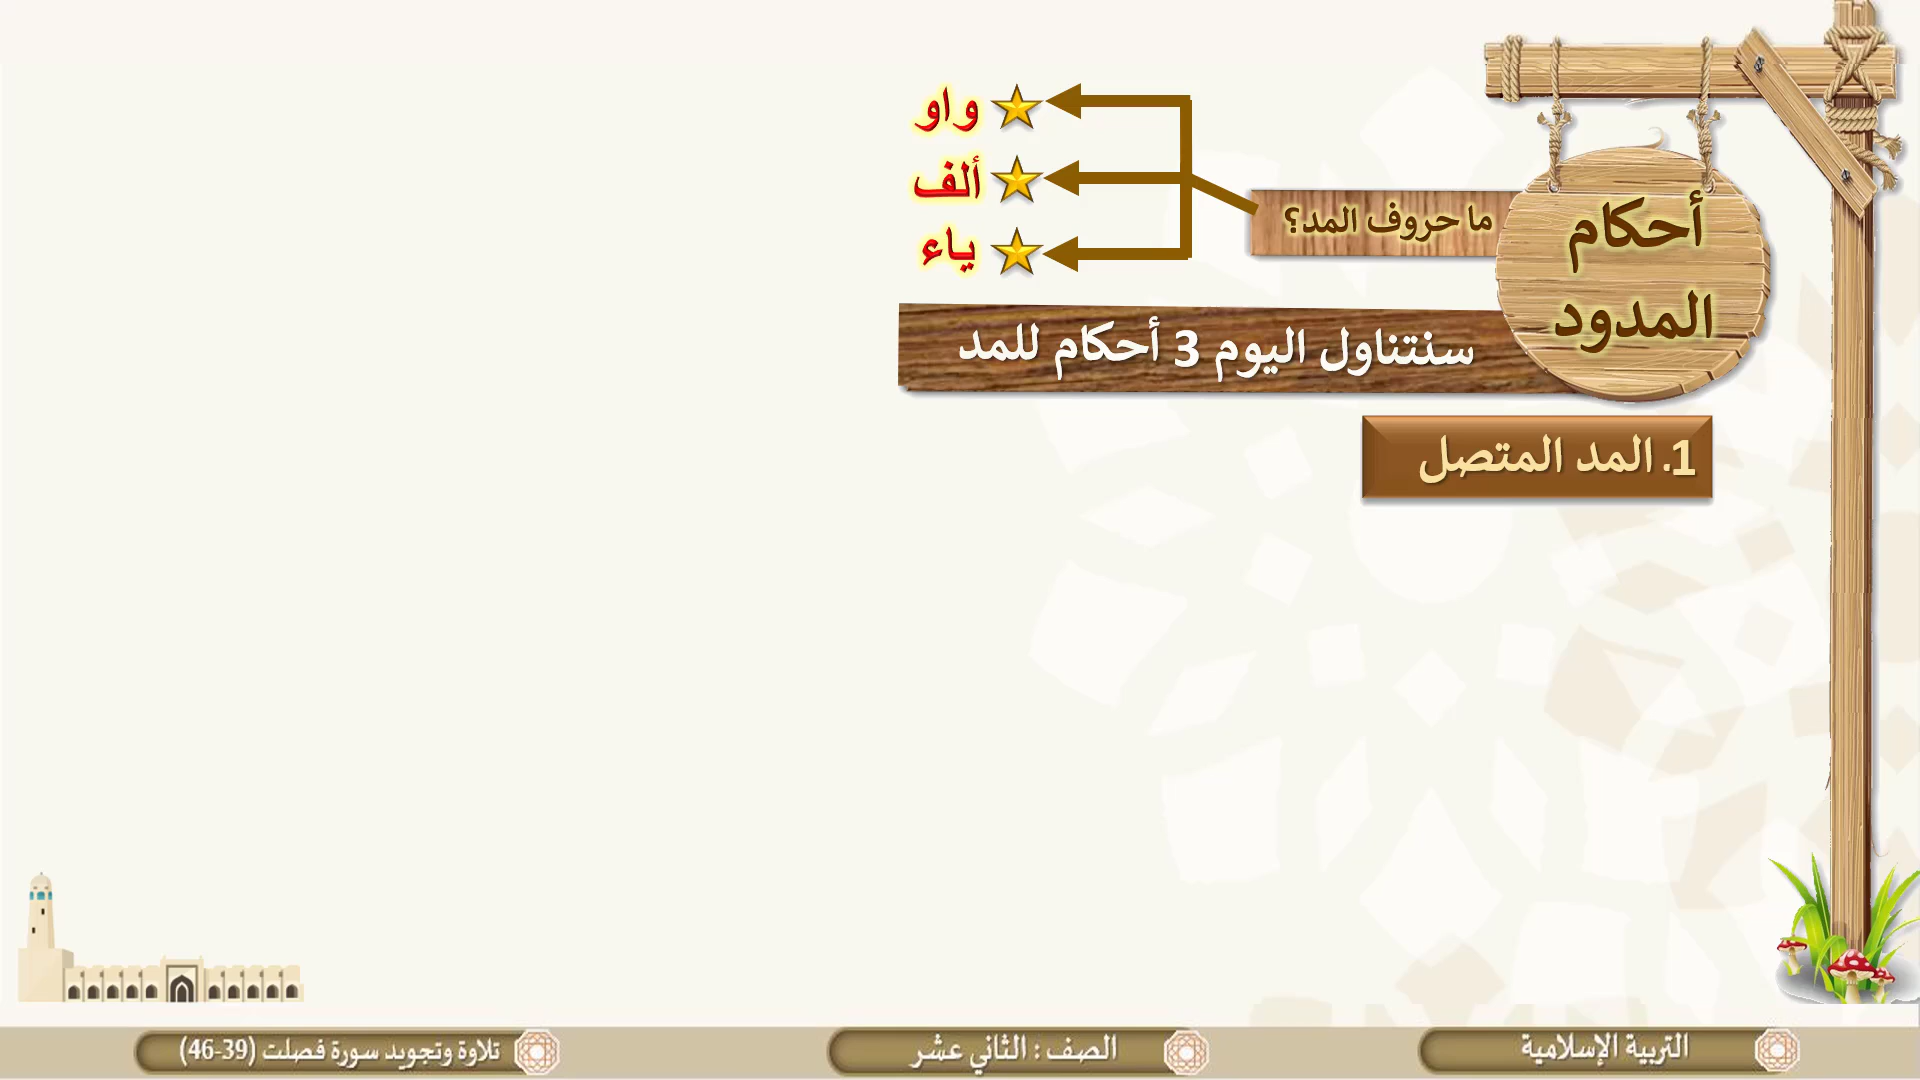 أحكام
المدود
ما حروف المد؟
واو
ألف
ياء
سنتناول اليوم 3 أحكام للمد
1. المد المتصل
التربية الإسلامية
الصف : الثاني عشر
تلاوة وتجويد سورة فصلت (39-46)